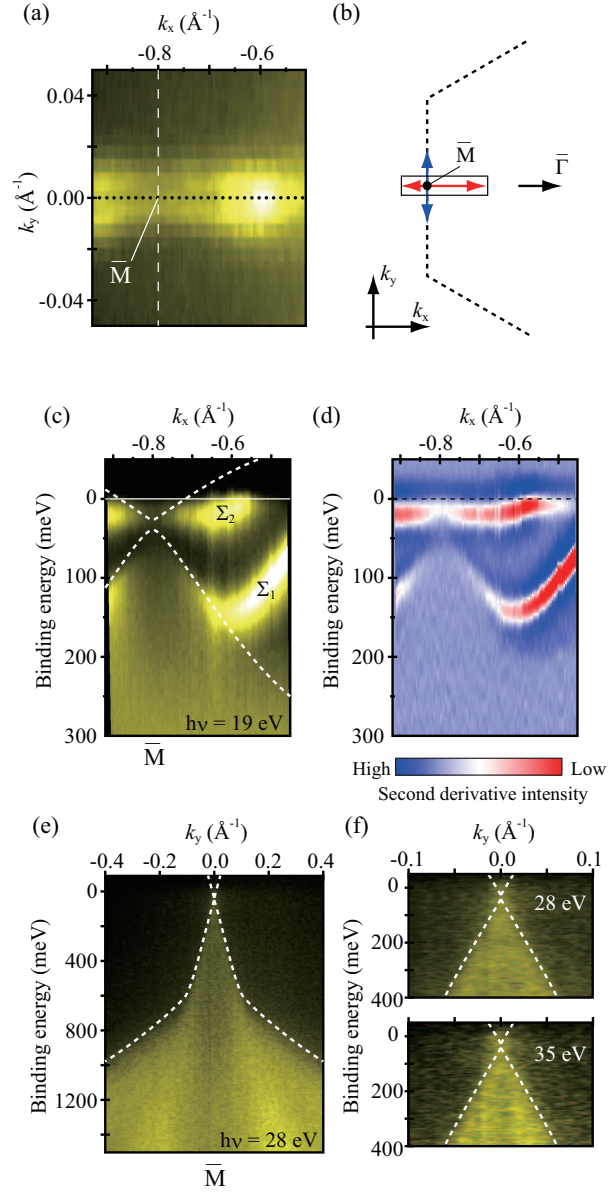 (a)
kx (Å-1)
-0.8 -0.6
ky (Å-1)
0.04
0.00
-0.04
M̅
(b)
M̅
Γ̅
ky
kx
(c)
kx (Å-1)
-0.8 -0.6
Binding energy (meV)
0
100
200
300
Σ2
Σ1
hν = 19 eV
M̅
(d)
kx (Å-1)
-0.8 -0.6
Binding energy (meV)
0
100
200
300
High Low
Second derivative intensity
(e)
ky (Å-1)
-0.4 -0.2 0.0 0.2 0.4
Binding energy (meV)
0
400
800
1200
hν = 28 eV
M̅
(f)
ky (Å-1)
-0.1 0.0 0.1
Binding energy (meV)
0
200
400
28 eV
0
200
400
35 eV